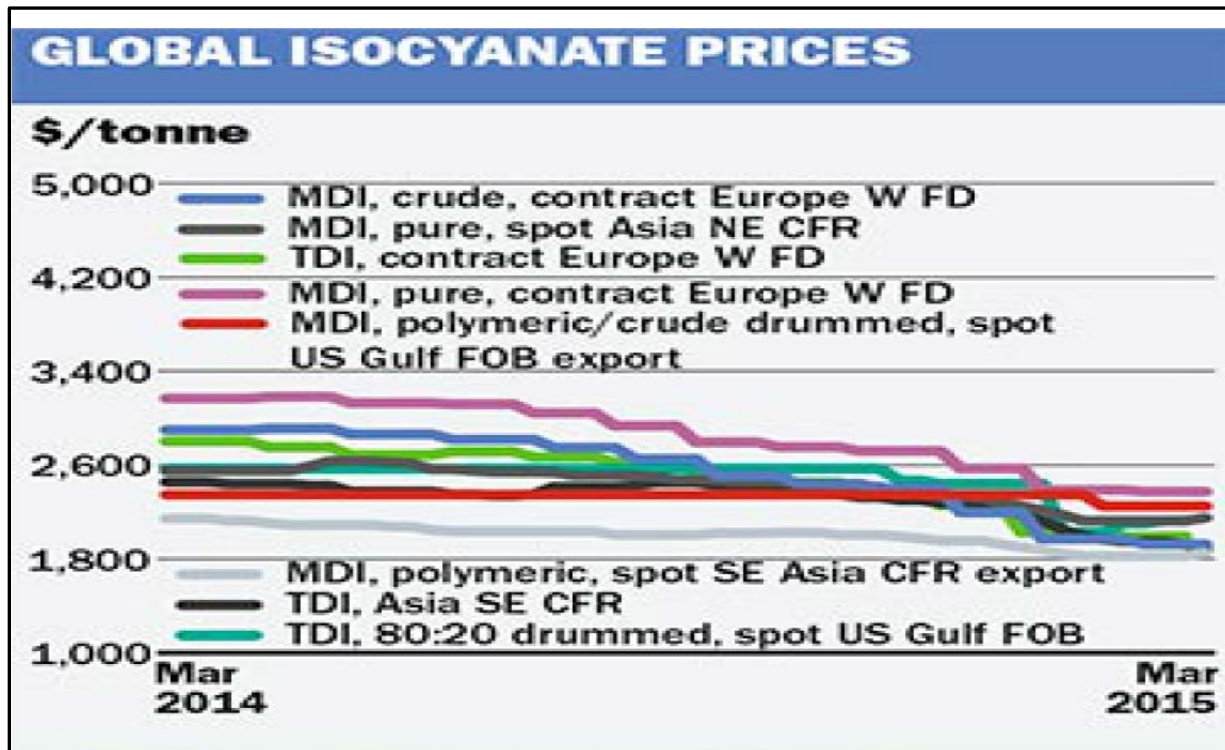 GLOBAL ISOCYANATE PRICES
$/tonne
5,000
MDI, crude, contract Europe W FD
MDI, pure, spot Asia NE CFR
TDI, contract Europe W FD
4,200
MDI, pure, contract Europe W FD
MDI, polymeric/crude drummed, spot
US Gulf FOB export
3,400
2,600
1,800
MDI, polymeric, spot SE Asia CFR export
TDI, Asia SE CFR
TDI, 80:20 drummed, spot US Gulf FOB
1,000
Mar
2014
Mar
2015